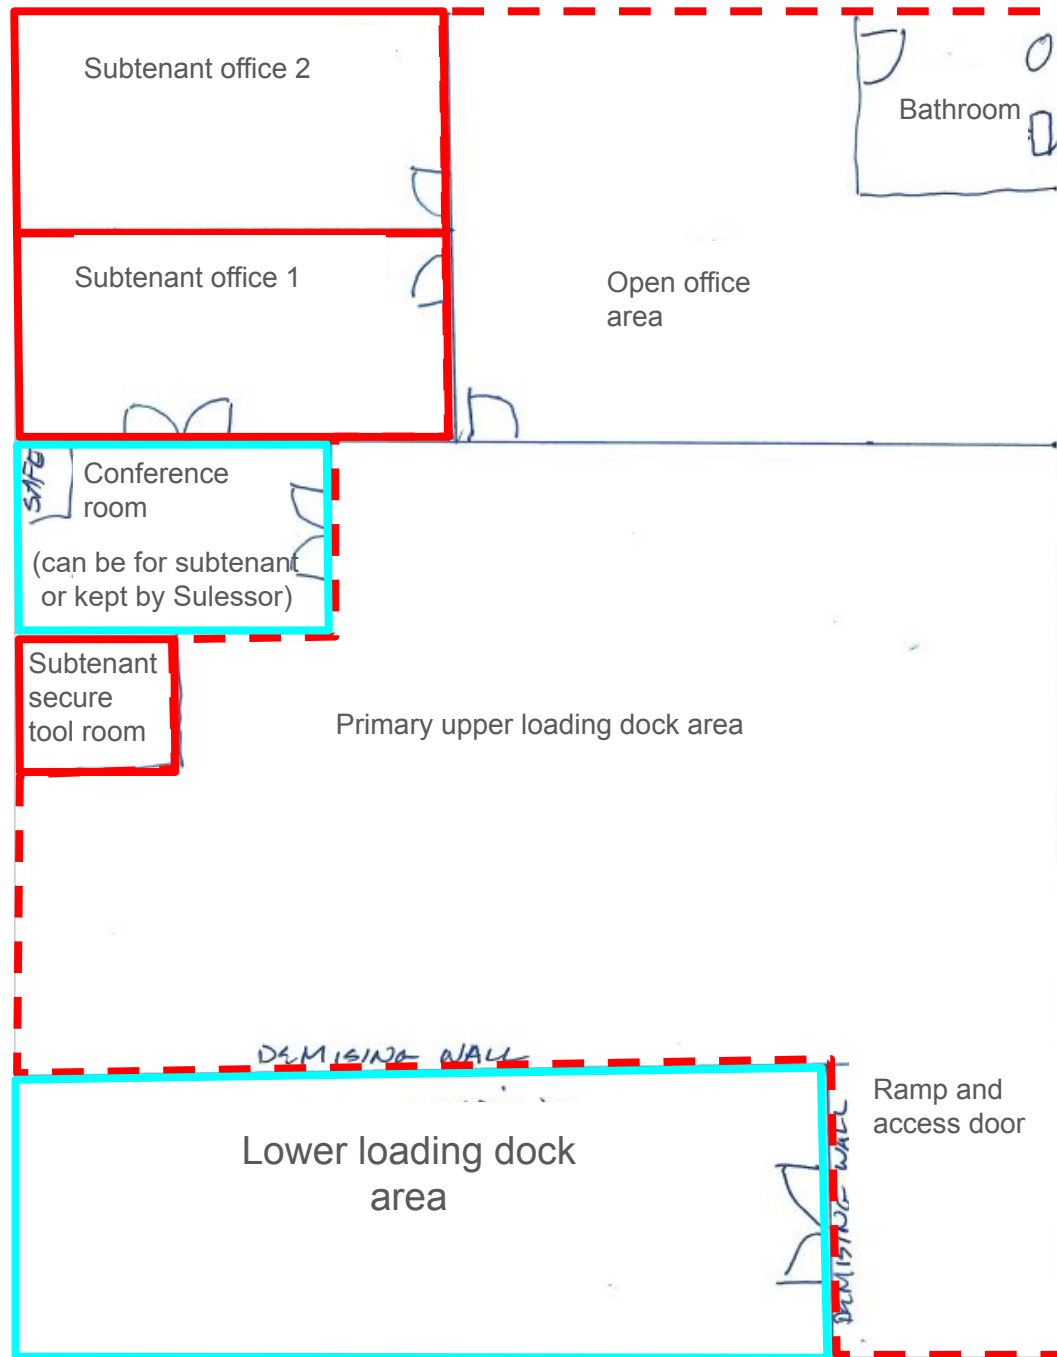 Subtenant office 2
Bathroom
Subtenant office 1
Open office
area
SAFE
Conference
room
(can be for subtenant
or kept by Sulessor)
Subtenant
secure
tool room
Primary upper loading dock area
DEMISING WALL
Ramp and
access door
Lower loading dock
area
DEMISING WALL